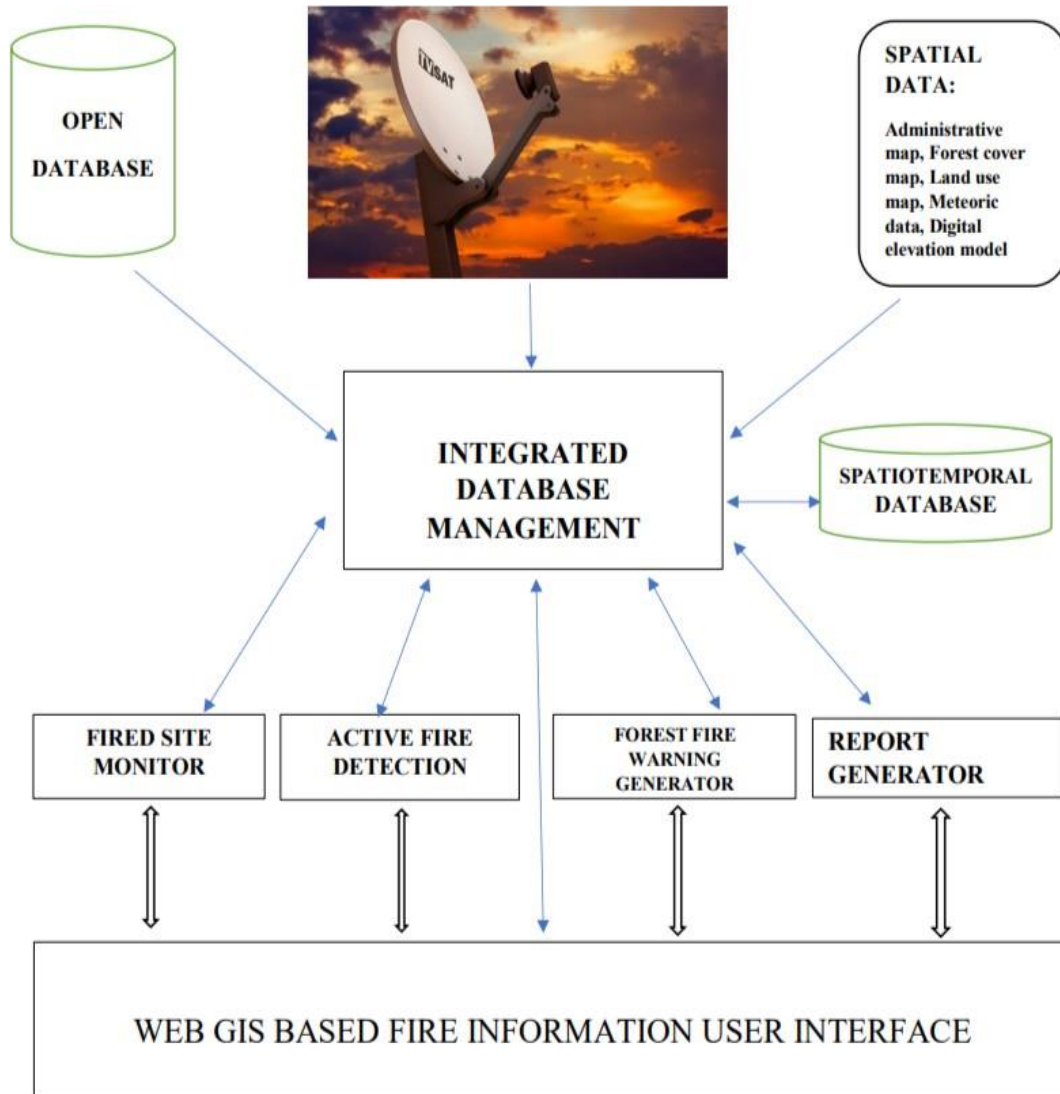 OPEN
DATABASE
TVSAT
SPATIAL
DATA:
Administrative
map, Forest cover
map, Land use
map, Meteoric
data, Digital
elevation model
INTEGRATED
DATABASE
MANAGEMENT
SPATIOTEMPORAL
DATABASE
FIRED SITE
MONITOR
ACTIVE FIRE
DETECTION
FOREST FIRE
WARNING
GENERATOR
REPORT
GENERATOR
WEB GIS BASED FIRE INFORMATION USER INTERFACE